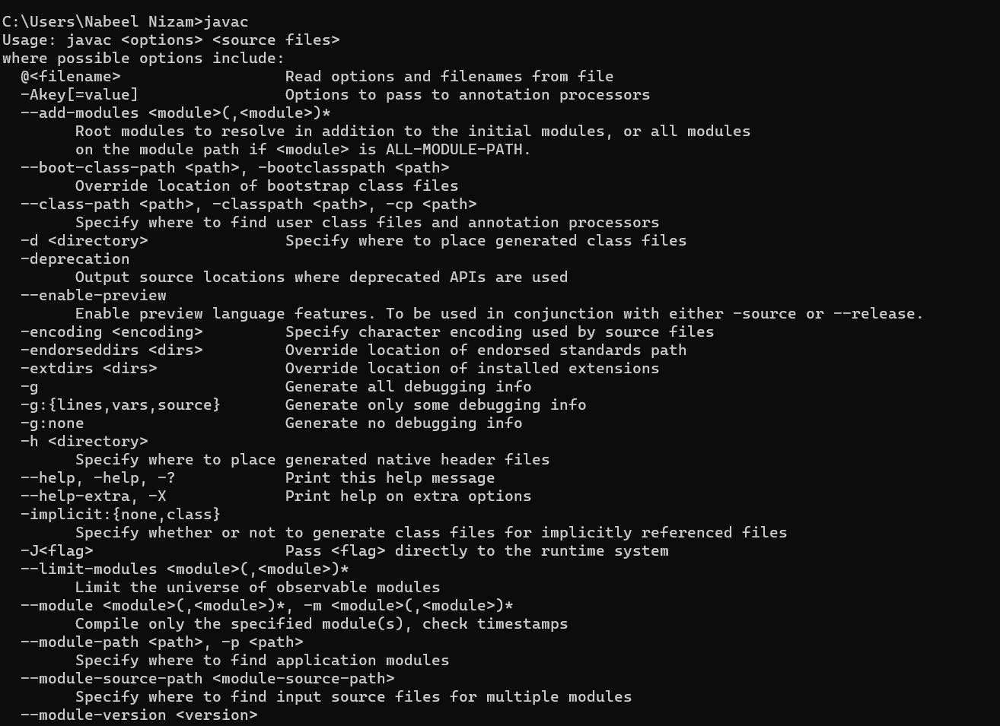 C:\Users\Nabeel Nizam>javac
Usage: javac <options> <source files>
where possible options include:
  @<filename>                  Read options and filenames from file
  -Akey[=value]                Options to pass to annotation processors
  --add-modules <module>(,<module>)*
        Root modules to resolve in addition to the initial modules, or all modules
        on the module path if <module> is ALL-MODULE-PATH.
  --boot-class-path <path>, -bootclasspath <path>
        Override location of bootstrap class files
  --class-path <path>, -classpath <path>, -cp <path>
        Specify where to find user class files and annotation processors
  -d <directory>               Specify where to place generated class files
  -deprecation
        Output source locations where deprecated APIs are used
  --enable-preview
        Enable preview language features. To be used in conjunction with either -source or --release.
  -encoding <encoding>         Specify character encoding used by source files
  -endorseddirs <dirs>         Override location of endorsed standards path
  -extdirs <dirs>              Override location of installed extensions
  -g                           Generate all debugging info
  -g:{lines,vars,source}       Generate only some debugging info
  -g:none                      Generate no debugging info
  -h <directory>
        Specify where to place generated native header files
  --help, -help, -?            Print this help message
  --help-extra, -X             Print help on extra options
  -implicit:{none,class}
        Specify whether or not to generate class files for implicitly referenced files
  -J<flag>                     Pass <flag> directly to the runtime system
  --limit-modules <module>(,<module>)*
        Limit the universe of observable modules
  --module <module>(,<module>)*, -m <module>(,<module>)*
        Compile only the specified module(s), check timestamps
  --module-path <path>, -p <path>
        Specify where to find application modules
  --module-source-path <module-source-path>
        Specify where to find input source files for multiple modules
  --module-version <version>